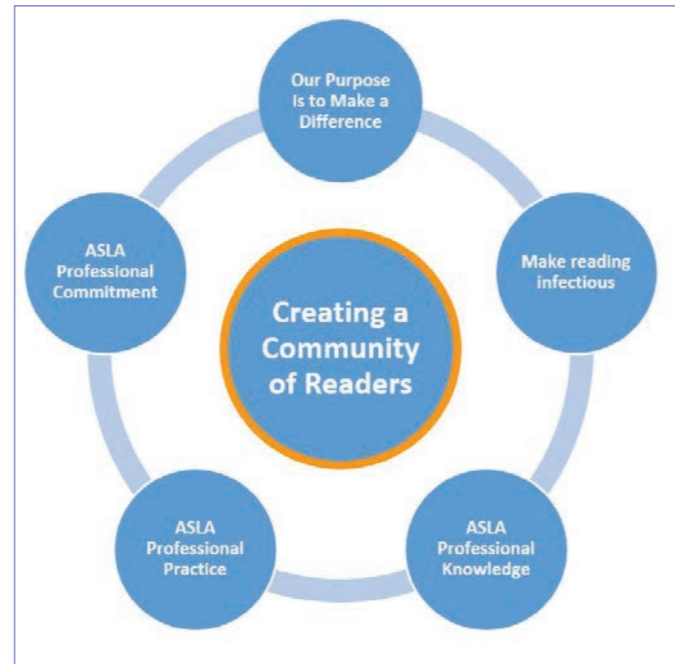 Our Purpose
is to Make a
Difference
Make reading
infectious
ASLA
Professional
Knowledge
ASLA
Professional
Practice
ASLA
Professional
Commitment
Creating a
Community
of Readers